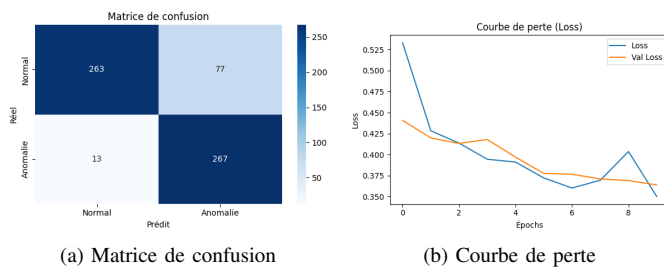 Matrice de confusion
Normal
Anomalie
Réel
263
77
13
267
Normal
Anomalie
Prédit
250
200
150
100
50
(a) Matrice de confusion
Courbe de perte (Loss)
Loss
Val Loss
0.525
0.500
0.475
0.450
0.425
0.400
0.375
0.350
Loss
0
2
4
6
8
Épochs
(b) Courbe de perte